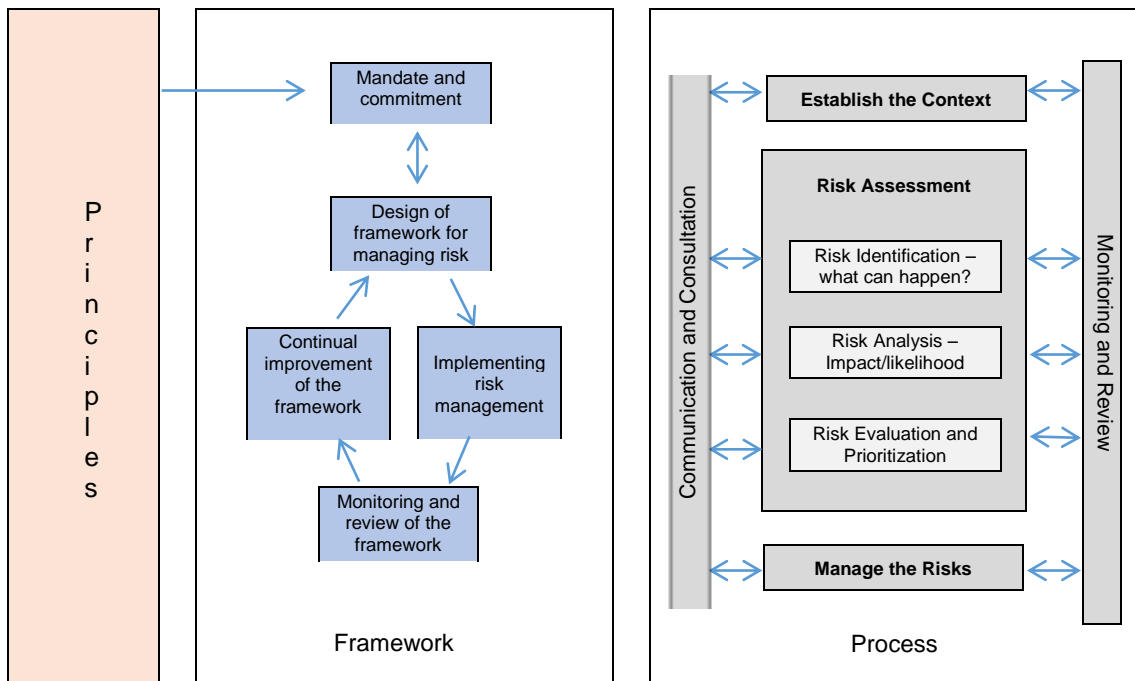 Principles
Mandate and
commitment
Design of
framework for
managing risk
Continual
improvement
of the
framework
Implementing
risk
management
Monitoring and
review of the
framework
Framework
Communication and Consultation
Establish the Context
Risk Assessment
Risk Identification –
what can happen?
Risk Analysis –
Impact/likelihood
Risk Evaluation and
Prioritization
Manage the Risks
Monitoring and Review
Process